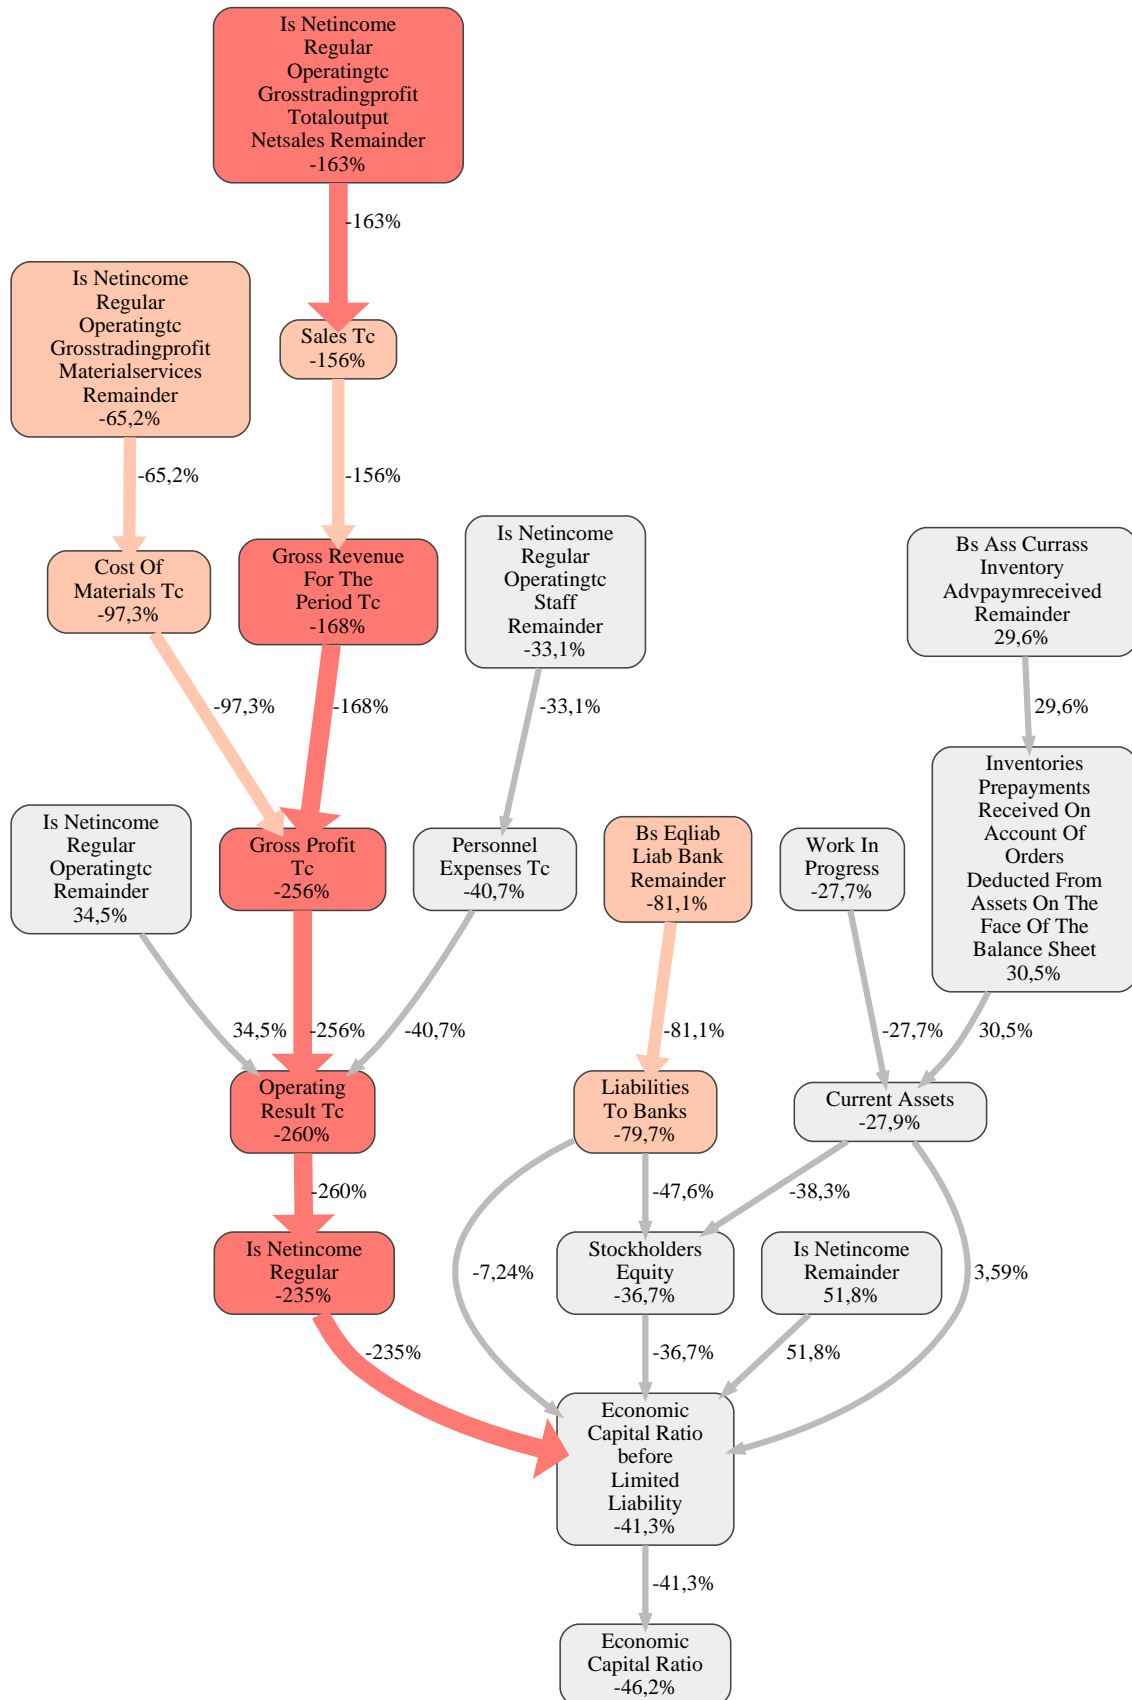 Is Netincome
Regular
Operatingtc
Grosstradingprofit
Totaloutput
Netsales Remainder
-163%
-163%
Is Netincome
Regular
Operatingtc
Grosstradingprofit
Materialservices
Remainder
-65,2%
Sales Tc
-156%
-65,2%
-156%
Cost Of
Materials Tc
-97,3%
Gross Revenue
For The
Period Tc
-168%
Is Netincome
Regular
Operatingtc
Staff
Remainder
-33,1%
Bs Ass Currass
Inventory
Advpaymreceived
Remainder
29,6%
-97,3%
-168%
-33,1%
29,6%
Is Netincome
Regular
Operatingtc
Remainder
34,5%
Gross Profit
Tc
-256%
Personnel
Expenses Tc
-40,7%
Bs Eqliab
Liab Bank
Remainder
-81,1%
Work In
Progress
-27,7%
Inventories
Prepayments
Received On
Account Of
Orders
Deducted From
Assets On The
Face Of The
Balance Sheet
30,5%
34,5%
-256%
-40,7%
-81,1%
-27,7%
30,5%
Operating
Result Tc
-260%
Liabilities
To Banks
-79,7%
Current Assets
-27,9%
-260%
-47,6%
-38,3%
Is Netincome
Regular
-235%
-7,24%
Stockholders
Equity
-36,7%
Is Netincome
Remainder
51,8%
3,59%
-235%
-36,7%
51,8%
Economic
Capital Ratio
before
Limited
Liability
-41,3%
-41,3%
Economic
Capital Ratio
-46,2%